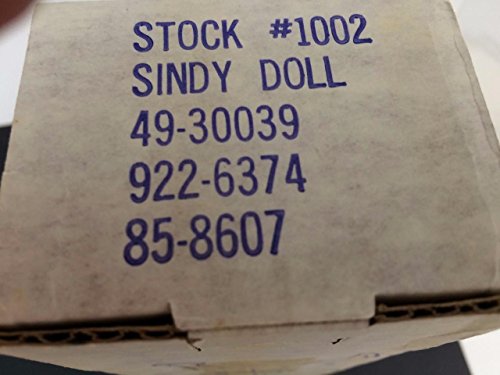 STOCK #1002
SINDY DOLL
49-30039
922-6374
85-8607